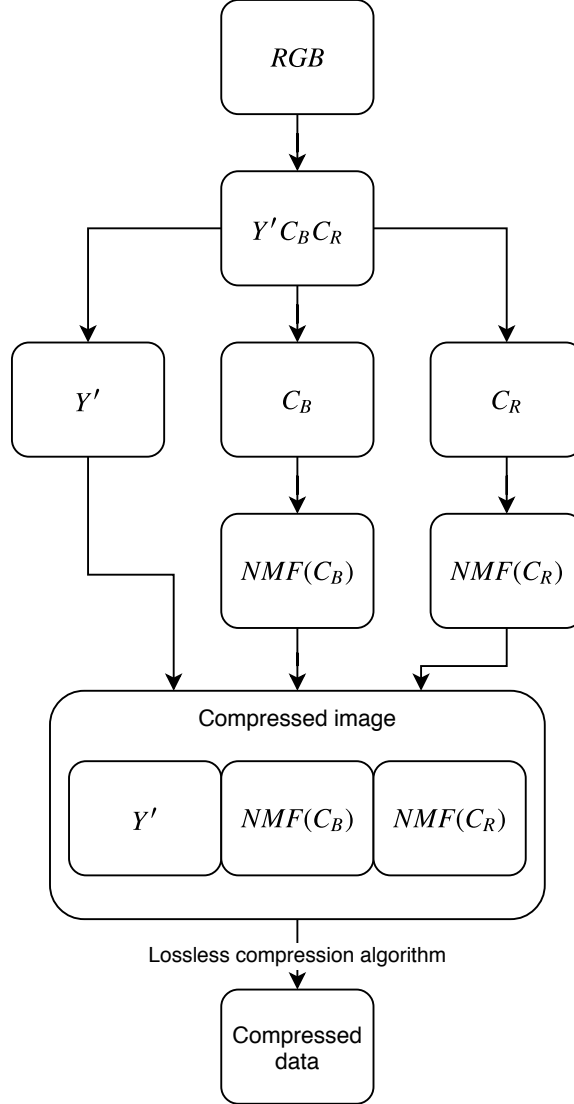 RGB
Y′C_BC_R
Y′
C_B
C_R
NMF(C_B)
NMF(C_R)
Compressed image
Y′
NMF(C_B)
NMF(C_R)
Lossless compression algorithm
Compressed
data